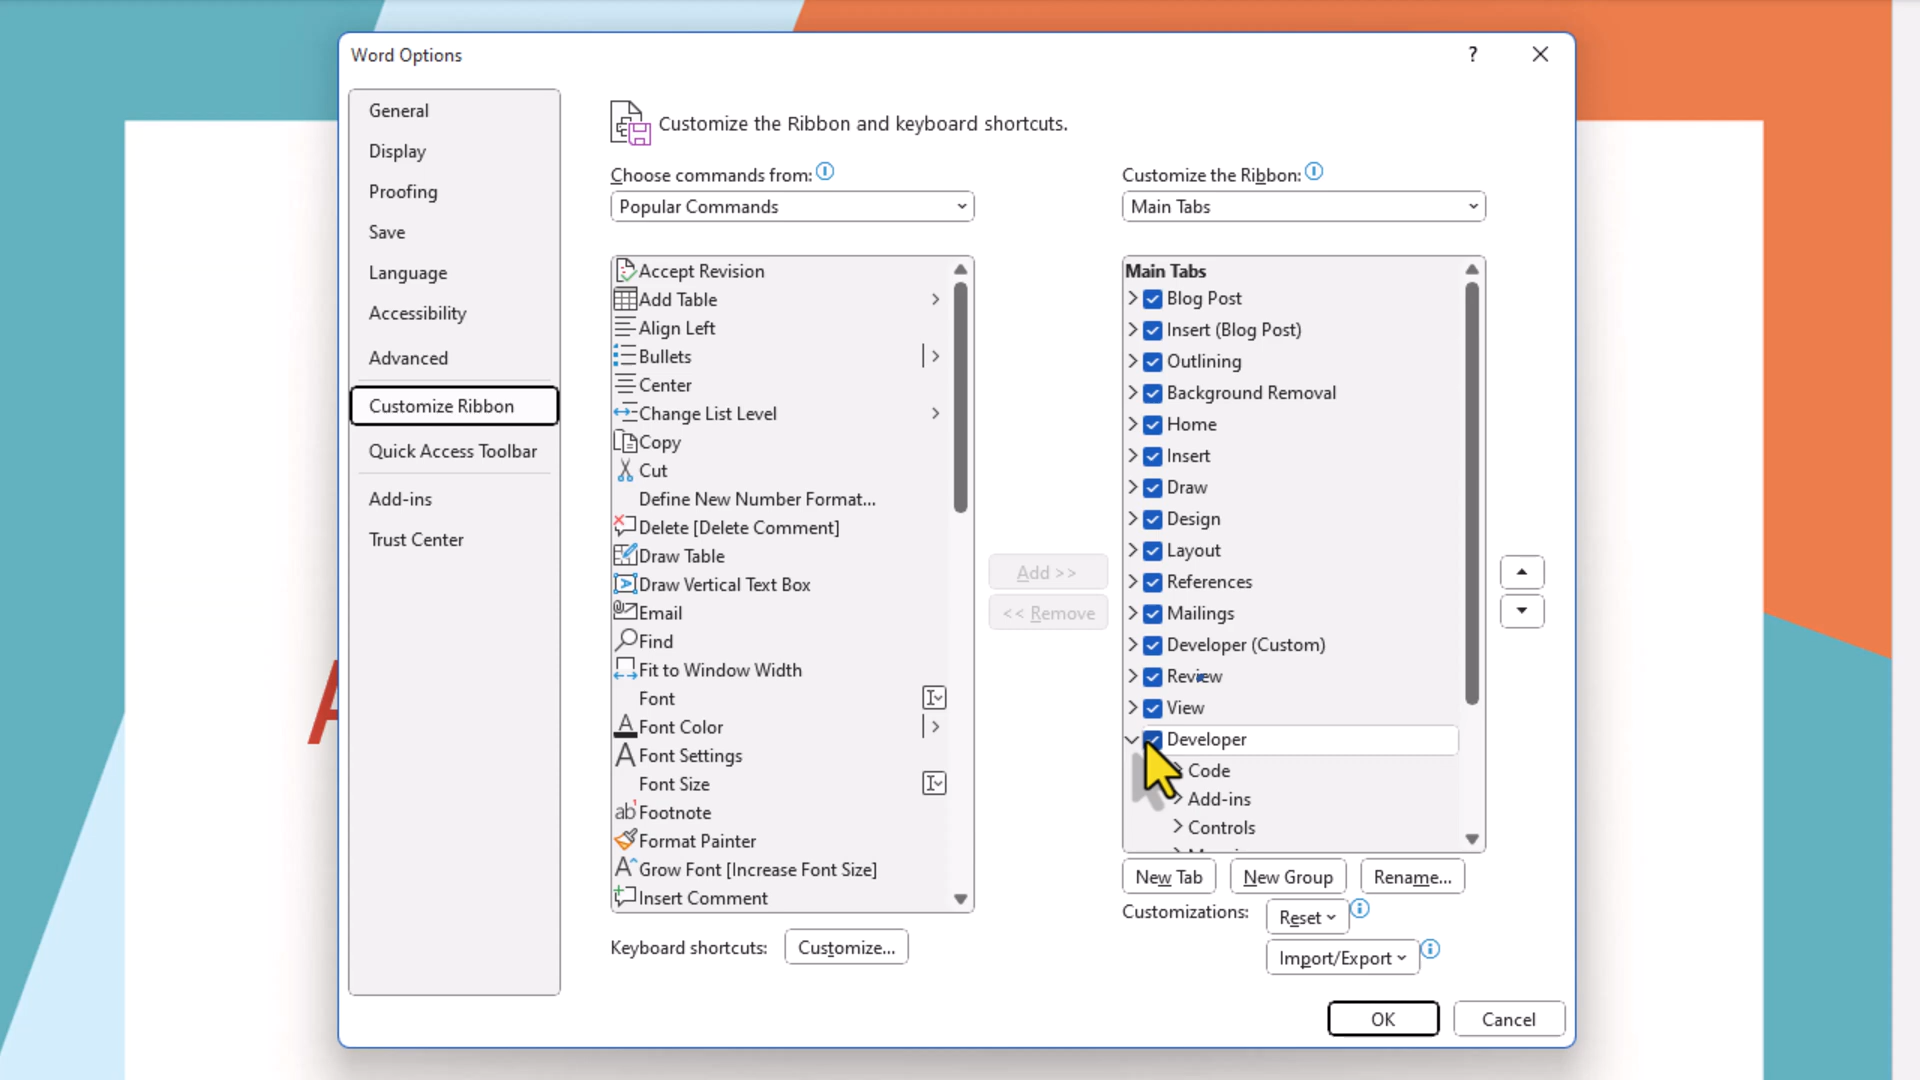 Word Options
?
General
Display
Proofing
Save
Language
Accessibility
Advanced
Customize Ribbon
Quick Access Toolbar
Add-ins
Trust Center
Customize the Ribbon and keyboard shortcuts.
Choose commands from:
Popular Commands
Accept Revision
Add Table
Align Left
Bullets
Center
Change List Level
Copy
Cut
Define New Number Format...
Delete [Delete Comment]
Draw Table
Draw Vertical Text Box
Email
Find
Fit to Window Width
Font
Font Color
Font Settings
Font Size
Footnote
Format Painter
Grow Font [Increase Font Size]
Insert Comment
Keyboard shortcuts: Customize...
Add >>
<< Remove
Customize the Ribbon:
Main Tabs
Main Tabs
Blog Post
Insert (Blog Post)
Outlining
Background Removal
Home
Insert
Draw
Design
Layout
References
Mailings
Developer (Custom)
Review
View
Developer
Code
Add-ins
Controls
New Tab New Group Rename...
Customizations: Reset
Import/Export
OK Cancel